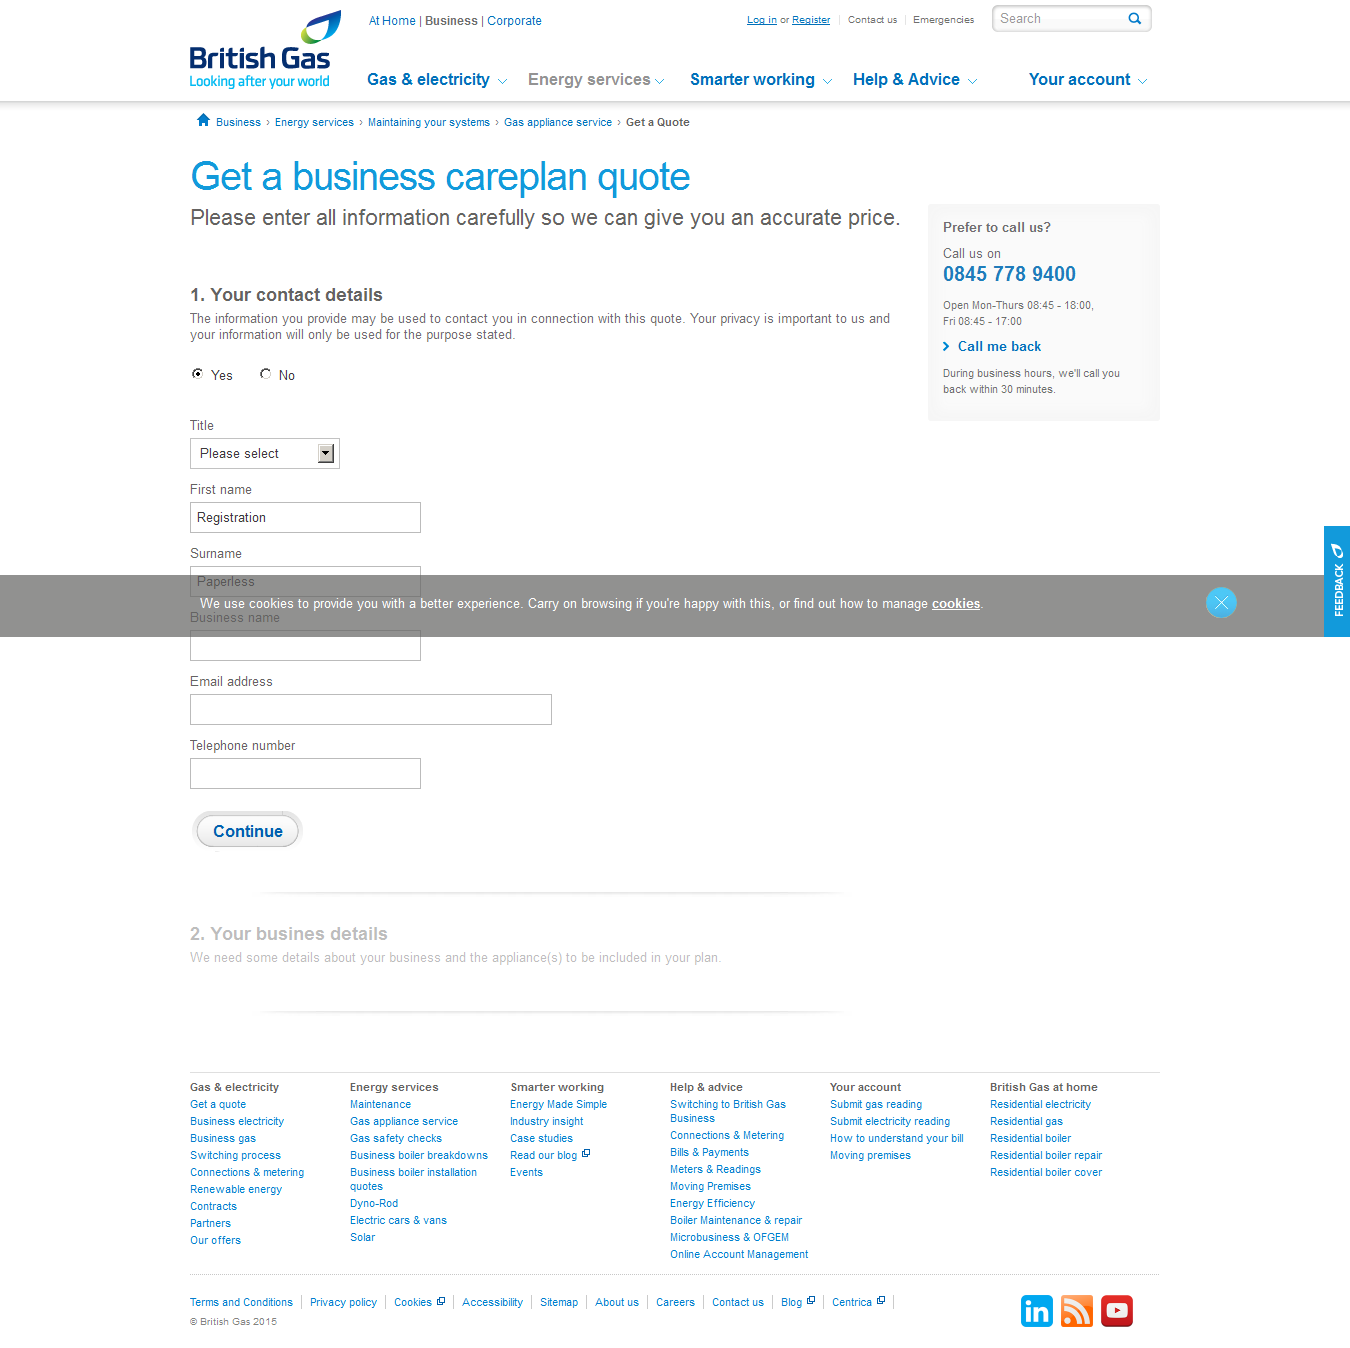 At Home | Business | Corporate
Log in or Register
Contact us
Emergencies
Search
British Gas
Looking after your world
Gas & electricity
Energy services
Smarter working
Help & Advice
Your account
Business › Energy services › Maintaining your systems › Gas appliance service › Get a Quote
Get a business careplan quote
Please enter all information carefully so we can give you an accurate price.
Prefer to call us?
Call us on
0845 778 9400
Open Mon-Thurs 08:45 - 18:00,
Fri 08:45 - 17:00
Call me back
During business hours, we'll call you
back within 30 minutes.
1. Your contact details
The information you provide may be used to contact you in connection with this quote. Your privacy is important to us and
your information will only be used for the purpose stated.
Yes
No
Title
Please select
First name
Registration
Surname
Paperless
We use cookies to provide you with a better experience. Carry on browsing if you're happy with this, or find out how to manage cookies.
FEEDBACK
Business name
Email address
Telephone number
Continue
2. Your busines details
We need some details about your business and the appliance(s) to be included in your plan.
Gas & electricity
Get a quote
Business electricity
Business gas
Switching process
Connections & metering
Renewable energy
Contracts
Partners
Our offers
Energy services
Maintenance
Gas appliance service
Gas safety checks
Business boiler breakdowns
Business boiler installation
quotes
Dyno-Rod
Electric cars & vans
Solar
Smarter working
Energy Made Simple
Industry insight
Case studies
Read our blog
Events
Help & advice
Switching to British Gas
Business
Connections & Metering
Bills & Payments
Meters & Readings
Moving Premises
Energy Efficiency
Boiler Maintenance & repair
Microbusiness & OFGEM
Online Account Management
Your account
Submit gas reading
Submit electricity reading
How to understand your bill
Moving premises
British Gas at home
Residential electricity
Residential gas
Residential boiler
Residential boiler repair
Residential boiler cover
Terms and Conditions | Privacy policy | Cookies | Accessibility | Sitemap | About us | Careers | Contact us | Blog | Centrica |
© British Gas 2015
in